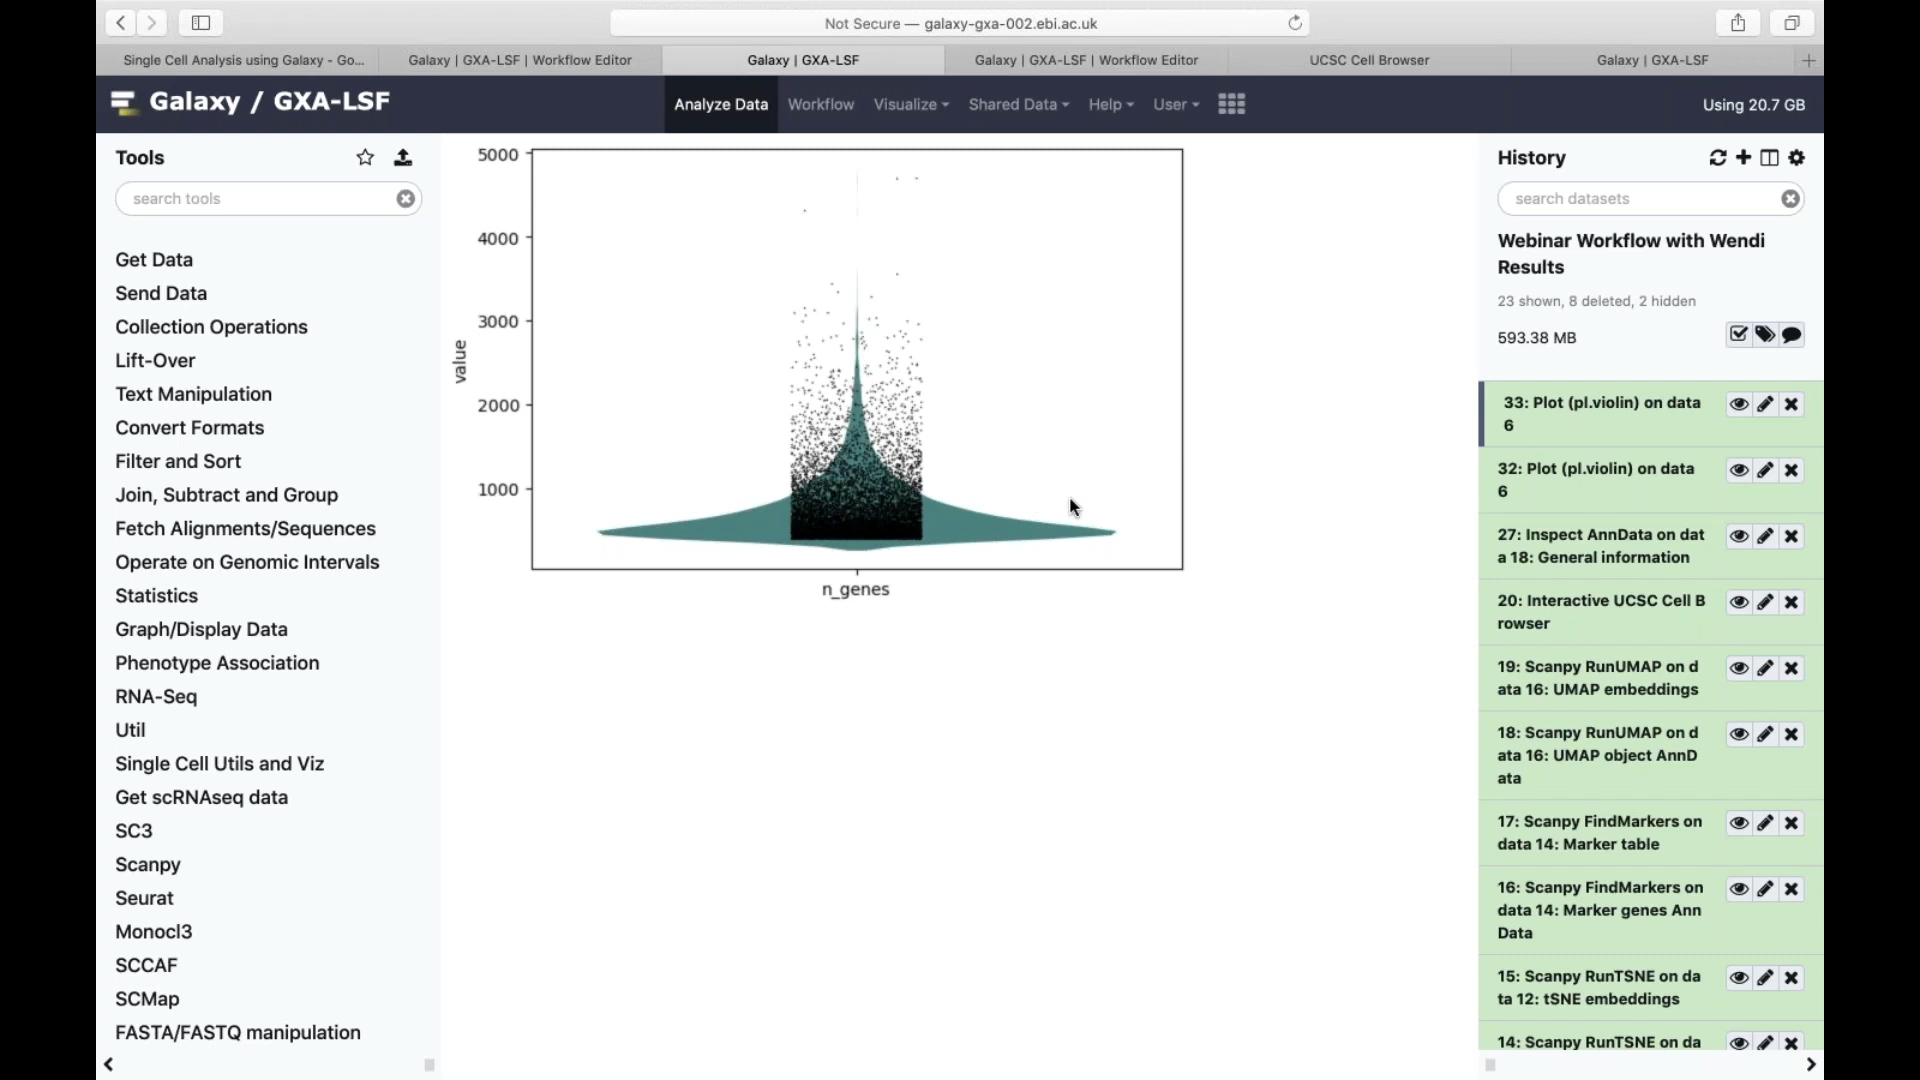 Not Secure — galaxy-gxa-002.ebi.ac.uk
Single Cell Analysis using Galaxy - Go...
Galaxy | GXA-LSF | Workflow Editor
Galaxy | GXA-LSF
Galaxy | GXA-LSF | Workflow Editor
UCSC Cell Browser
Galaxy | GXA-LSF
Galaxy / GXA-LSF
Analyze Data
Workflow
Visualize
Shared Data
Help
User
Using 20.7 GB
Tools
search tools
Get Data
Send Data
Collection Operations
Lift-Over
Text Manipulation
Convert Formats
Filter and Sort
Join, Subtract and Group
Fetch Alignments/Sequences
Operate on Genomic Intervals
Statistics
Graph/Display Data
Phenotype Association
RNA-Seq
Util
Single Cell Utils and Viz
Get scRNAseq data
SC3
Scanpy
Seurat
Monocl3
SCCAF
SCMap
FASTA/FASTQ manipulation
5000
4000
3000
2000
1000
value
n_genes
History
search datasets
Webinar Workflow with Wendi
Results
23 shown, 8 deleted, 2 hidden
593.38 MB
33: Plot (pl.violin) on data
6
32: Plot (pl.violin) on data
6
27: Inspect AnnData on dat
a 18: General information
20: Interactive UCSC Cell B
rowser
19: Scanpy RunUMAP on d
ata 16: UMAP embeddings
18: Scanpy RunUMAP on d
ata 16: UMAP object AnnD
ata
17: Scanpy FindMarkers on
data 14: Marker table
16: Scanpy FindMarkers on
data 14: Marker genes Ann
Data
15: Scanpy RunTSNE on da
ta 12: tSNE embeddings
14: Scanpy RunTSNE on da